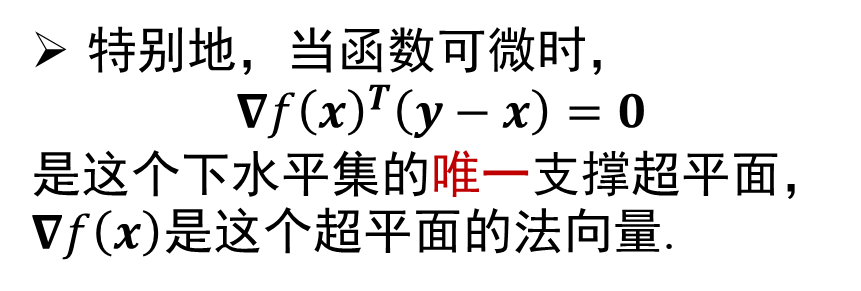 ➢ 特别地，当函数可微时，
∇f(x)ᵀ(y − x) = 0
是这个下水平集的唯一支撑超平面，
∇f(x)是这个超平面的法向量.